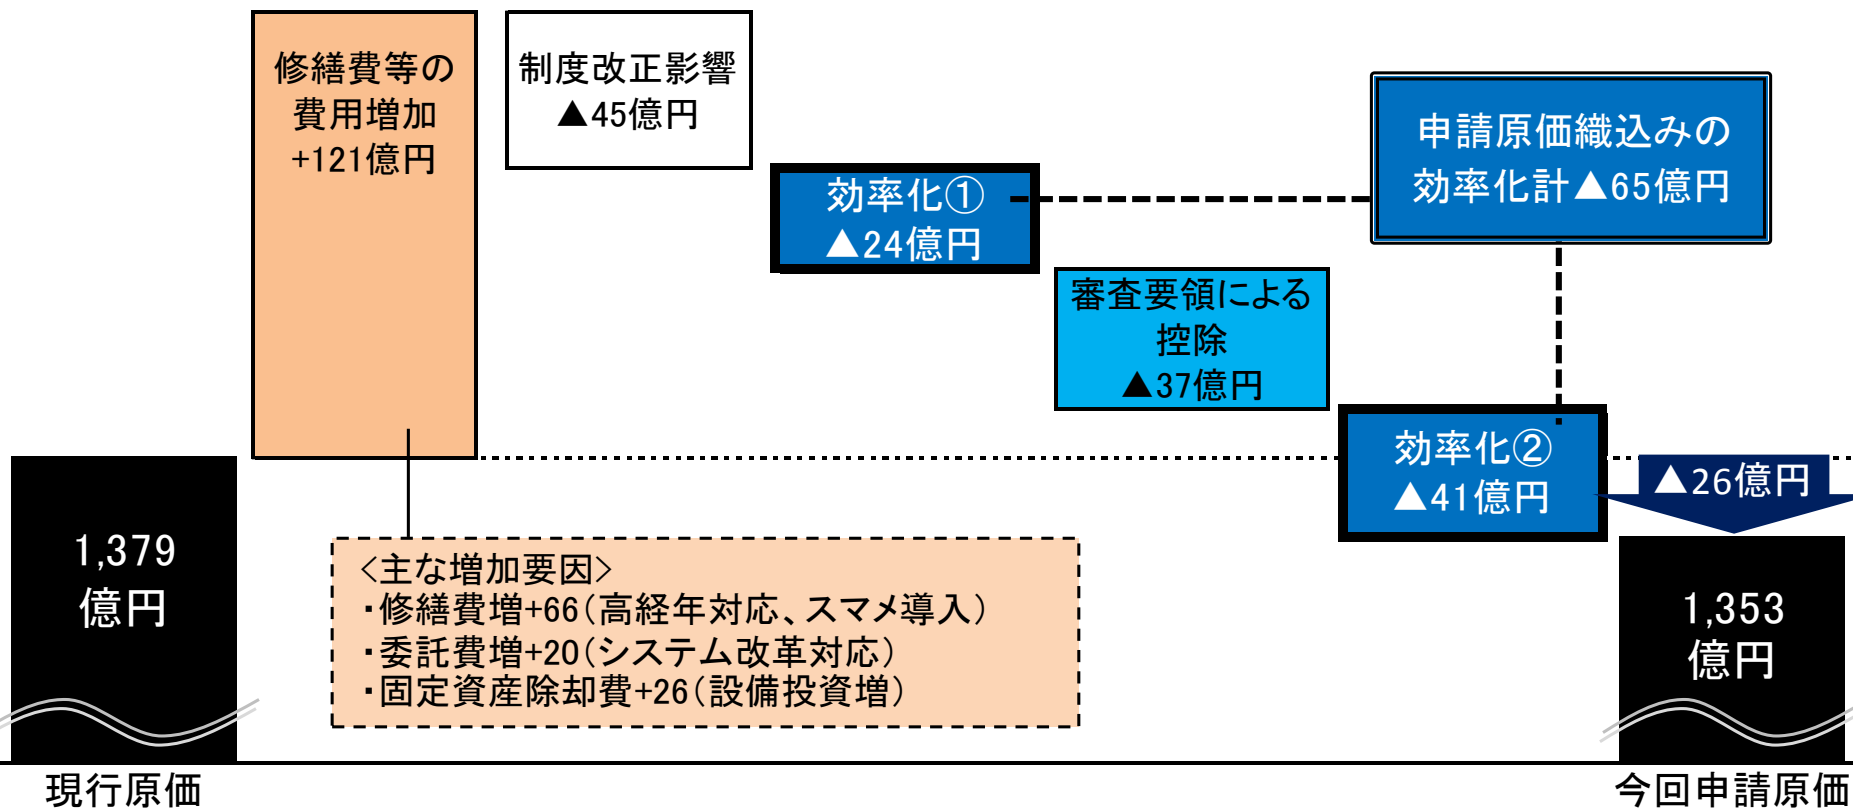 修繕費等の
費用増加
+121億円
制度改正影響
▲45億円
効率化①
▲24億円
申請原価織込みの
効率化計▲65億円
審査要領による
控除
▲37億円
効率化②
▲41億円
▲26億円
1,379
億円
<主な増加要因>
・修繕費増+66(高経年対応、スマメ導入)
・委託費増+20(システム改革対応)
・固定資産除却費+26(設備投資増)
1,353
億円
現行原価
今回申請原価